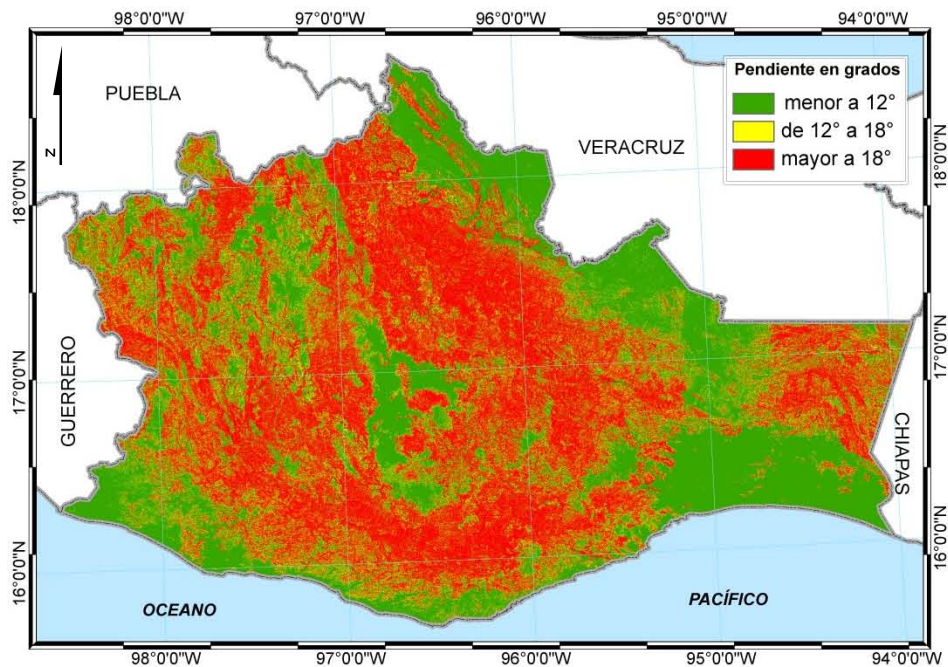 98°0'0"W 97°0'0"W 96°0'0"W 95°0'0"W 94°0'0"W
Pendiente en grados
menor a 12°
de 12° a 18°
mayor a 18°
PUEBLA
VERACRUZ
N
18°0'0"N
18°0'0"N
17°0'0"N
17°0'0"N
GUERRERO
CHIAPAS
16°0'0"N
16°0'0"N
OCEANO
PACÍFICO
98°0'0"W 97°0'0"W 96°0'0"W 95°0'0"W 94°0'0"W